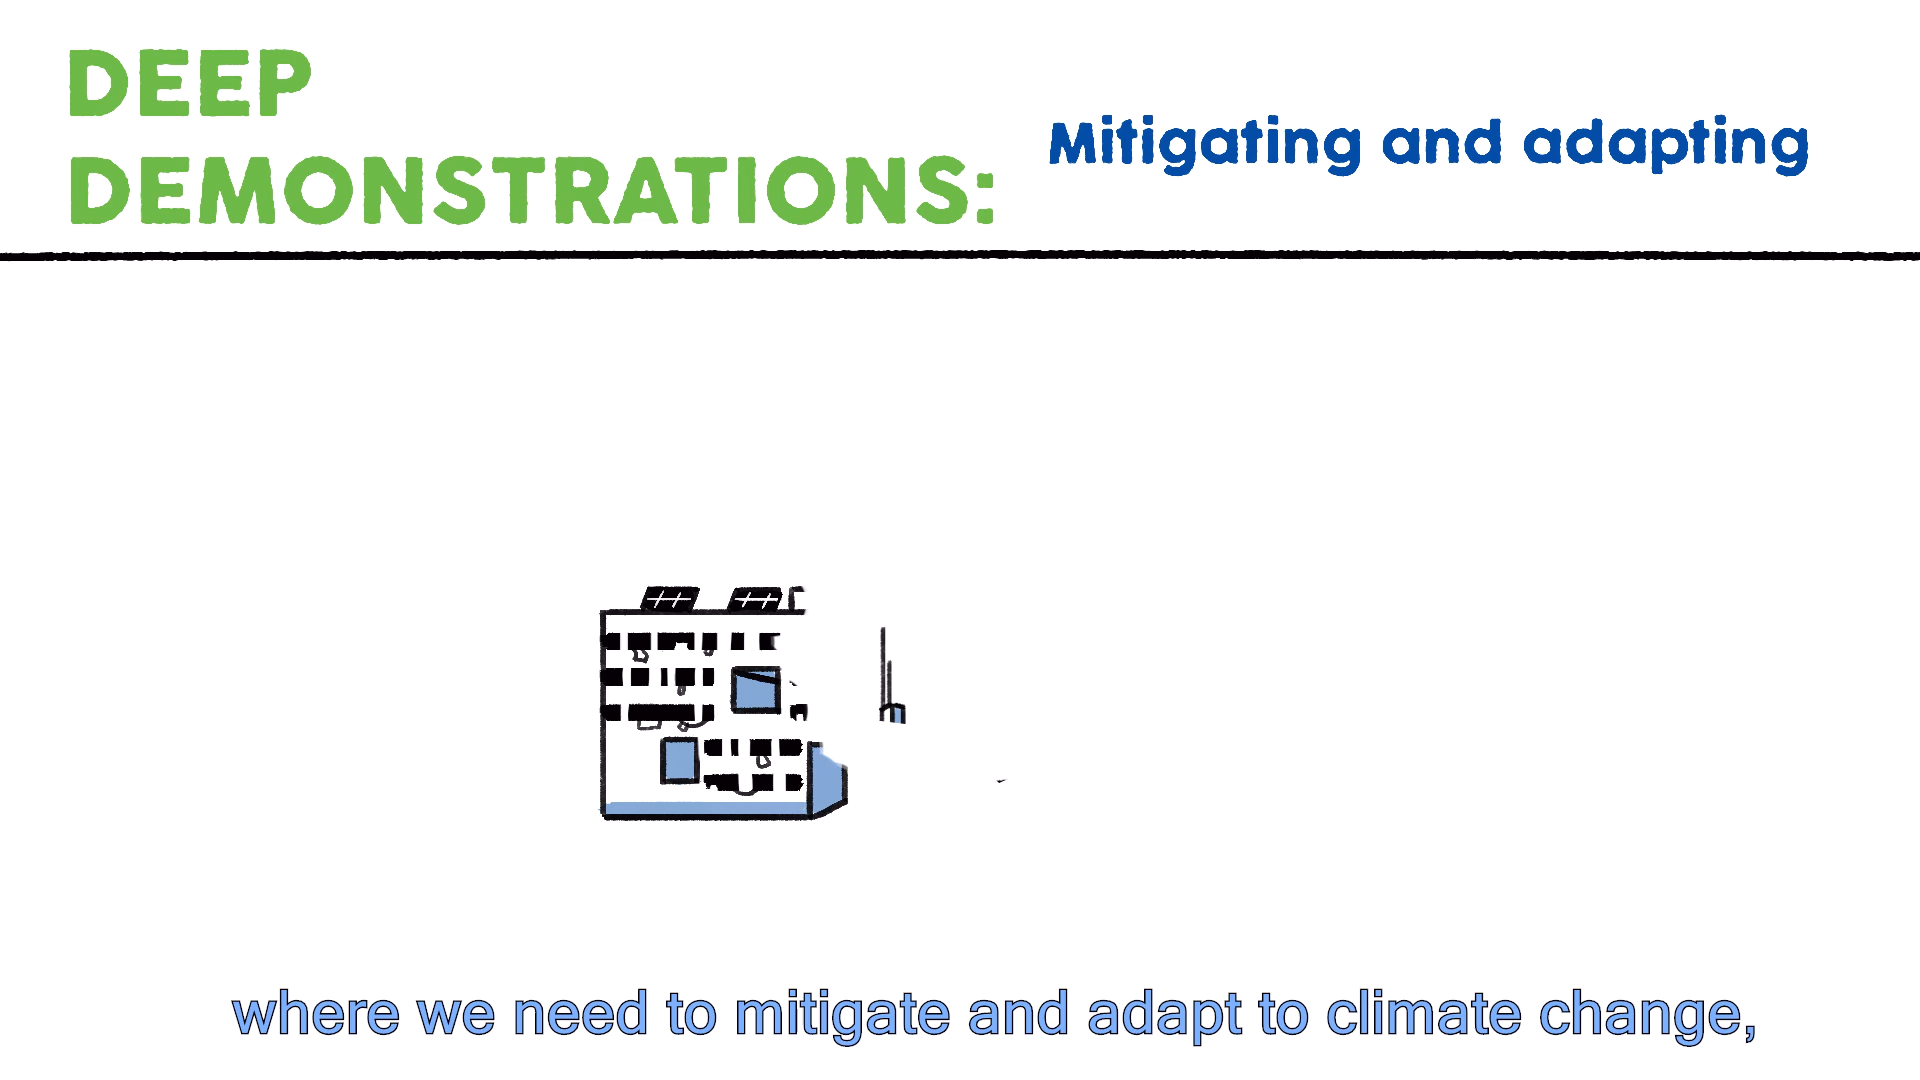 DEEP
DEMONSTRATIONS:
Mitigating and adapting
where we need to mitigate and adapt to climate change,